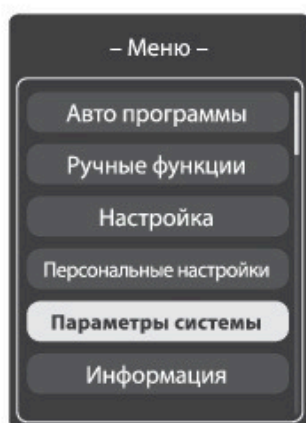 – Меню –
Авто программы
Ручные функции
Настройка
Персональные настройки
Параметры системы
Информация